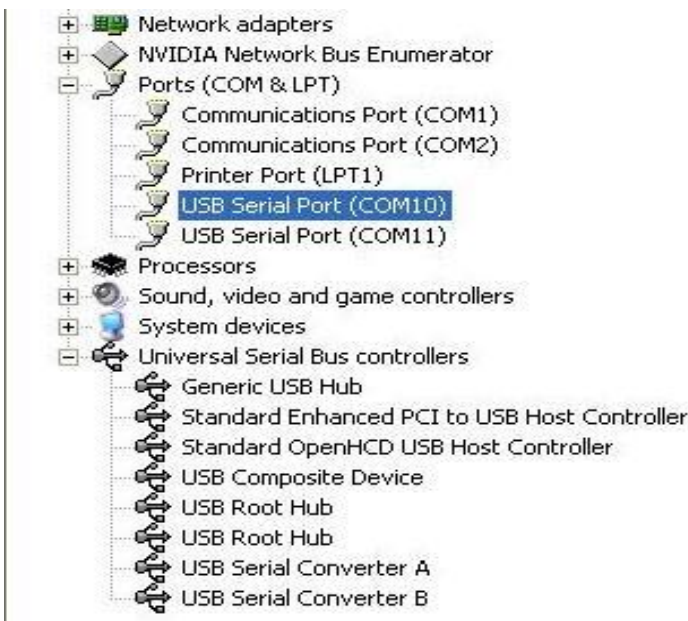 Network adapters
NVIDIA Network Bus Enumerator
Ports (COM & LPT)
Communications Port (COM1)
Communications Port (COM2)
Printer Port (LPT1)
USB Serial Port (COM10)
USB Serial Port (COM11)
Processors
Sound, video and game controllers
System devices
Universal Serial Bus controllers
Generic USB Hub
Standard Enhanced PCI to USB Host Controller
Standard OpenHCD USB Host Controller
USB Composite Device
USB Root Hub
USB Root Hub
USB Serial Converter A
USB Serial Converter B